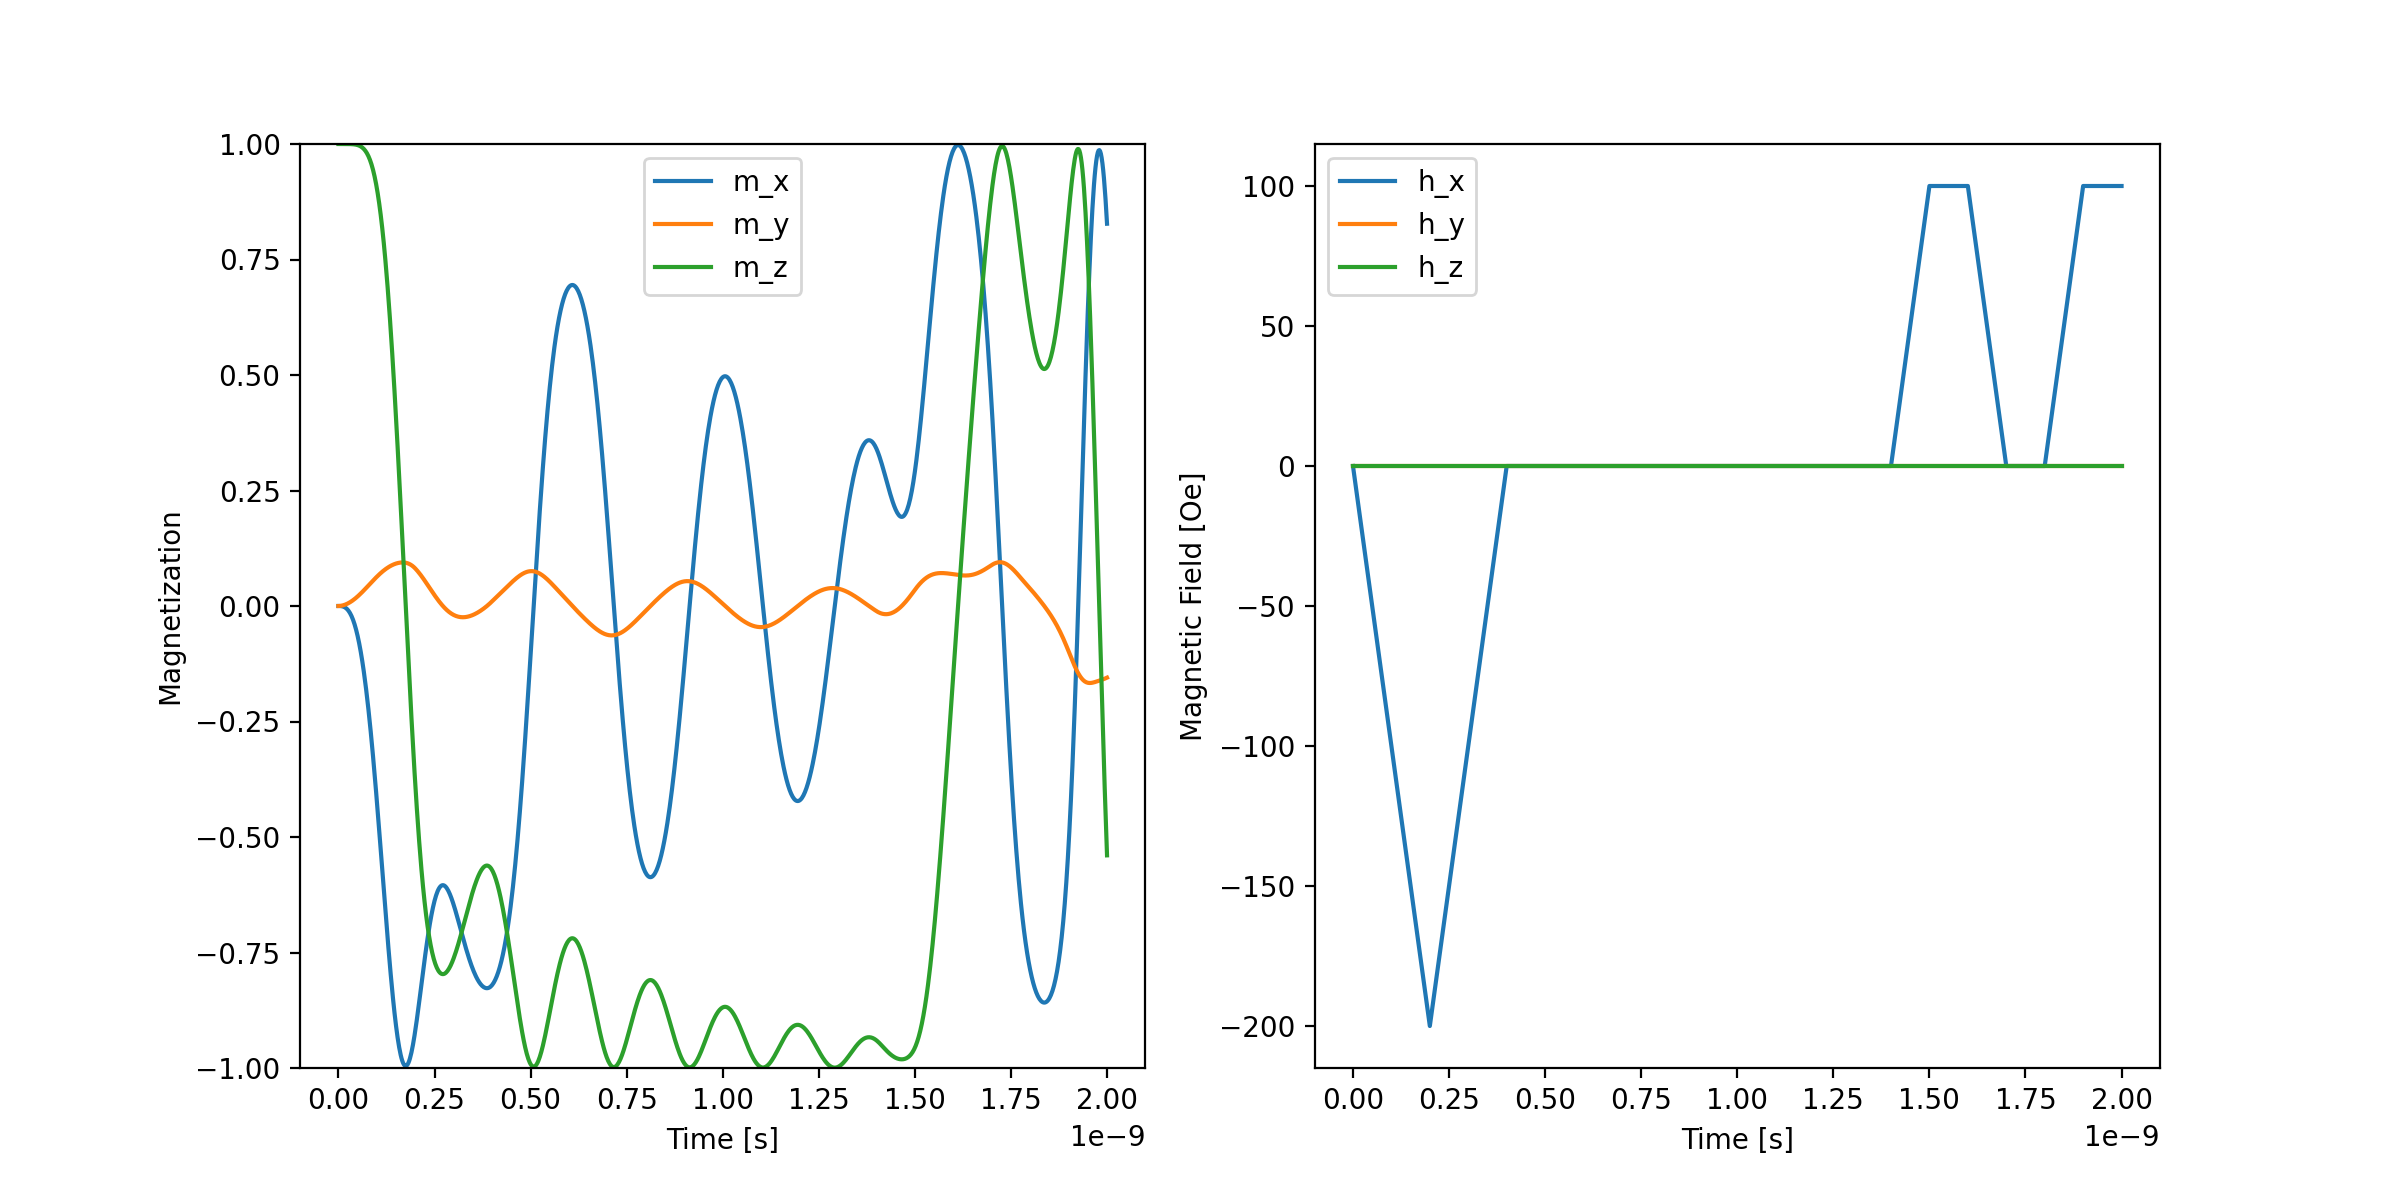 1.00
0.75
0.50
0.25
0.00
−0.25
−0.50
−0.75
−1.00
Magnetization
m_x
m_y
m_z
0.00 0.25 0.50 0.75 1.00 1.25 1.50 1.75 2.00
Time [s]
1e−9
100
50
0
−50
−100
−150
−200
Magnetic Field [Oe]
h_x
h_y
h_z
0.00 0.25 0.50 0.75 1.00 1.25 1.50 1.75 2.00
Time [s]
1e−9